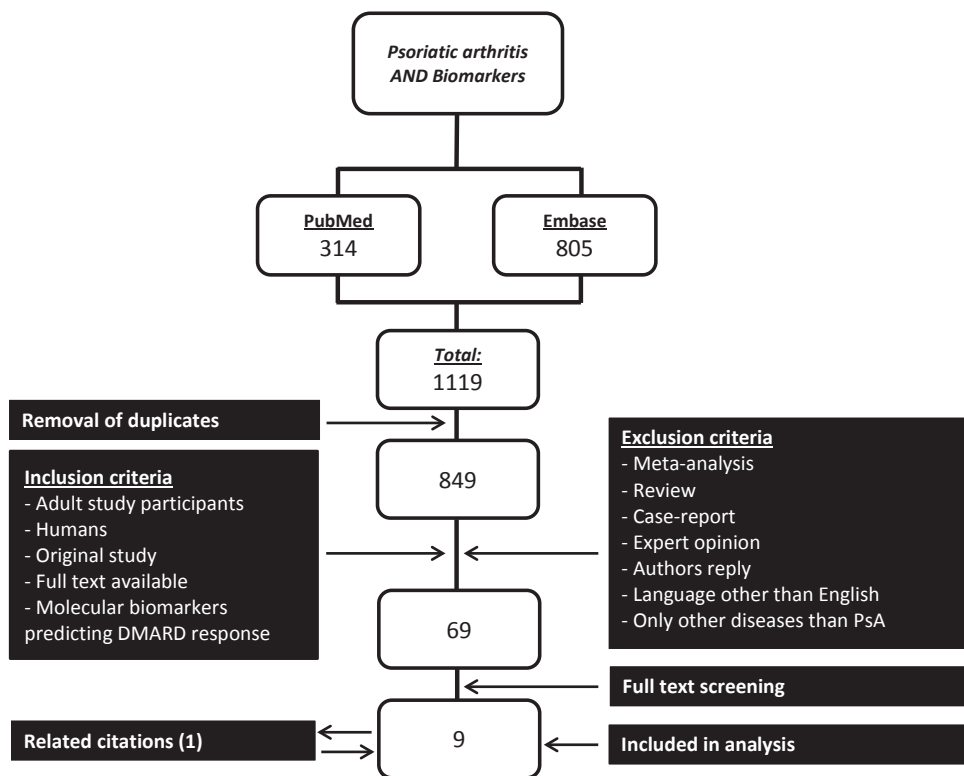 Psoriatic arthritis
AND Biomarkers
PubMed
314
Embase
805
Total:
1119
Removal of duplicates
849
Inclusion criteria
- Adult study participants
- Humans
- Original study
- Full text available
- Molecular biomarkers
predicting DMARD response
Exclusion criteria
- Meta-analysis
- Review
- Case-report
- Expert opinion
- Authors reply
- Language other than English
- Only other diseases than PsA
69
Full text screening
Related citations (1)
9
Included in analysis